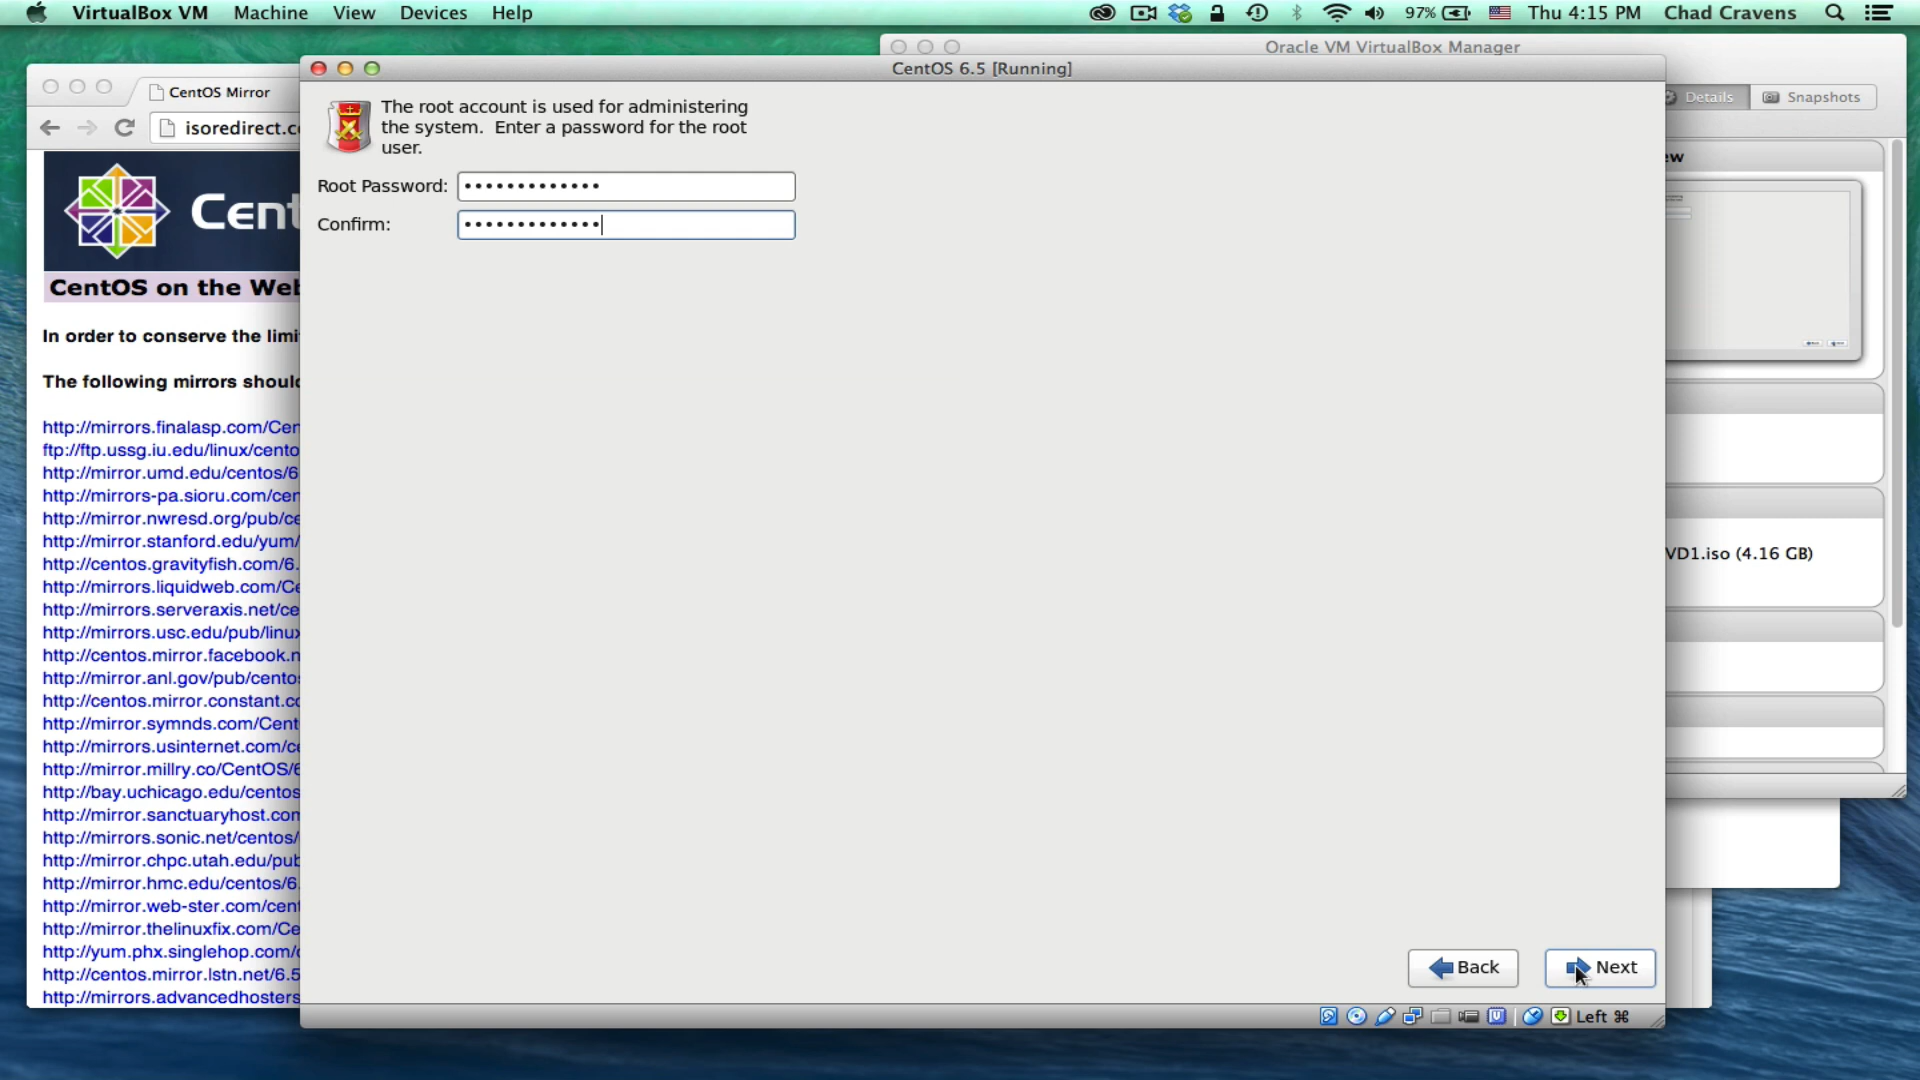 VirtualBox VM Machine View Devices Help
97% Thu 4:15 PM Chad Cravens
Oracle VM VirtualBox Manager
CentOS 6.5 [Running]
CentOS Mirror
Details Snapshots
isoredirect.c
The root account is used for administering
the system. Enter a password for the root
user.
Root Password: •••••••••••••
Confirm: •••••••••••••
ew
Cent
CentOS on the Web
In order to conserve the limi
The following mirrors should
http://mirrors.finalasp.com/Cen
ftp://ftp.ussg.iu.edu/linux/cento
http://mirror.umd.edu/centos/6
http://mirrors-pa.sioru.com/cen
http://mirror.nwresd.org/pub/ce
http://mirror.stanford.edu/yum/
http://centos.gravityfish.com/6.
http://mirrors.liquidweb.com/Ce
http://mirrors.serveraxis.net/ce
http://mirrors.usc.edu/pub/linux
http://centos.mirror.facebook.n
http://mirror.anl.gov/pub/centos
http://centos.mirror.constant.co
http://mirror.symnds.com/Cent
http://mirrors.usinternet.com/ce
http://mirror.millry.co/CentOS/6
http://bay.uchicago.edu/centos
http://mirror.sanctuaryhost.com
http://mirrors.sonic.net/centos/
http://mirror.chpc.utah.edu/pub
http://mirror.hmc.edu/centos/6.
http://mirror.web-ster.com/cent
http://mirror.thelinuxfix.com/Ce
http://yum.phx.singlehop.com/c
http://centos.mirror.lstn.net/6.5
http://mirrors.advancedhosters
VD1.iso (4.16 GB)
Back Next
Left ⌘